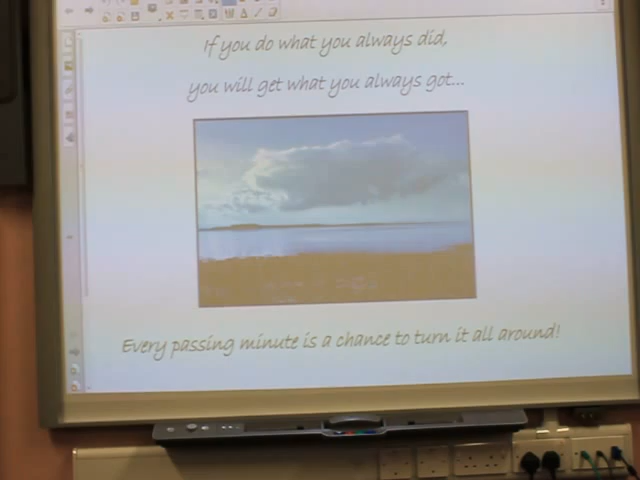 If you do what you always did,
you will get what you always got...
Every passing minute is a chance to turn it all around!